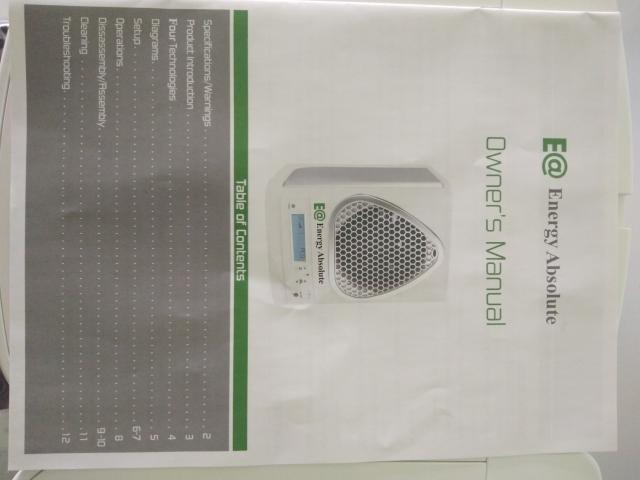 E@ Energy Absolute
Owner's Manual
E@ Energy Absolute
Table of Contents
Specifications/Warnings . . . . . . . . . . . . . . . . . . . . . . . . . . . . . . 2
Product Introduction . . . . . . . . . . . . . . . . . . . . . . . . . . . . . . 3
Four Technologies . . . . . . . . . . . . . . . . . . . . . . . . . . . . . . 4
Diagrams. . . . . . . . . . . . . . . . . . . . . . . . . . . . . . 5
Setup. . . . . . . . . . . . . . . . . . . . . . . . . . . . . . 6-7
Operations. . . . . . . . . . . . . . . . . . . . . . . . . . . . . . 8
Disassembly/Assembly. . . . . . . . . . . . . . . . . . . . . . . . . . . . . . 9-10
Cleaning . . . . . . . . . . . . . . . . . . . . . . . . . . . . . . 11
Troubleshooting. . . . . . . . . . . . . . . . . . . . . . . . . . . . . . 12